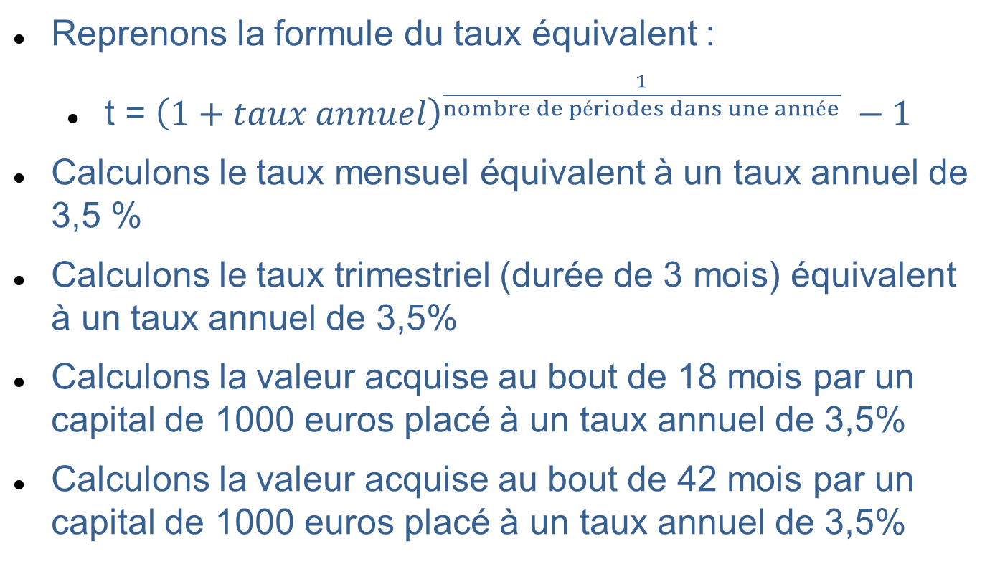 Reprenons la formule du taux équivalent :
t = (1 + taux annuel)^(1/nombre de périodes dans une année) − 1
Calculons le taux mensuel équivalent à un taux annuel de
3,5 %
Calculons le taux trimestriel (durée de 3 mois) équivalent
à un taux annuel de 3,5%
Calculons la valeur acquise au bout de 18 mois par un
capital de 1000 euros placé à un taux annuel de 3,5%
Calculons la valeur acquise au bout de 42 mois par un
capital de 1000 euros placé à un taux annuel de 3,5%